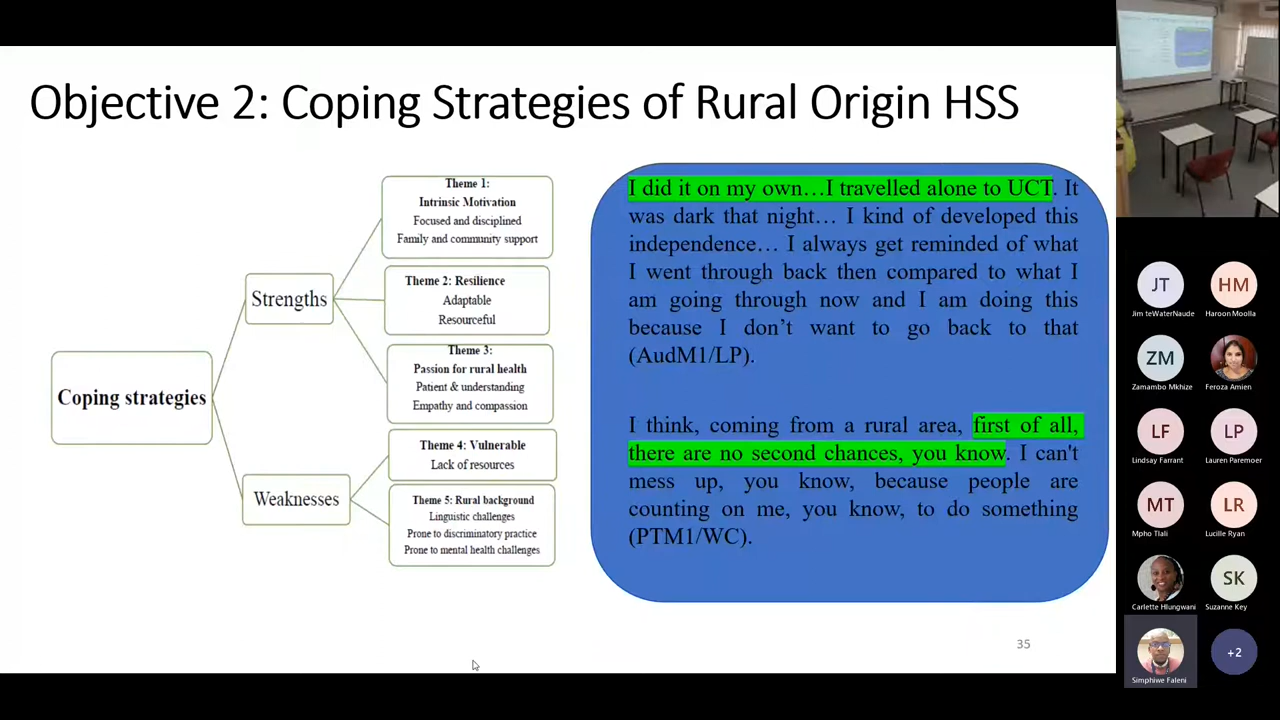 Objective 2: Coping Strategies of Rural Origin HSS
Coping strategies
Strengths
Weaknesses
Theme 1:
Intrinsic Motivation
Focused and disciplined
Family and community support
Theme 2: Resilience
Adaptable
Resourceful
Theme 3:
Passion for rural health
Patient & understanding
Empathy and compassion
Theme 4: Vulnerable
Lack of resources
Theme 5: Rural background
Linguistic challenges
Prone to discriminatory practice
Prone to mental health challenges
I did it on my own…I travelled alone to UCT. It
was dark that night… I kind of developed this
independence… I always get reminded of what
I went through back then compared to what I
am going through now and I am doing this
because I don’t want to go back to that
(AudM1/LP).
I think, coming from a rural area, first of all,
there are no second chances, you know. I can't
mess up, you know, because people are
counting on me, you know, to do something
(PTM1/WC).
35
JT
Jim teWaterNaude
HM
Haroon Moolla
ZM
Zamambo Mkhize
Feroza Amien
LF
Lindsay Farrant
LP
Lauren Paremoer
MT
Mpho Tlali
LR
Lucille Ryan
Carlette Hlungwani
SK
Suzanne Key
Simphiwe Faleni
+2